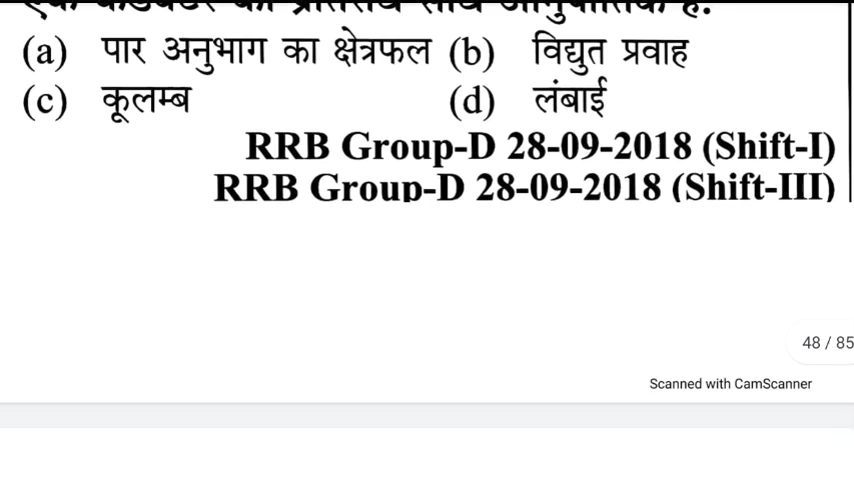 (a) पार अनुभाग का क्षेत्रफल (b) विद्युत प्रवाह
(c) कूलम्ब (d) लंबाई
RRB Group-D 28-09-2018 (Shift-I)
RRB Group-D 28-09-2018 (Shift-III)
48 / 85
Scanned with CamScanner